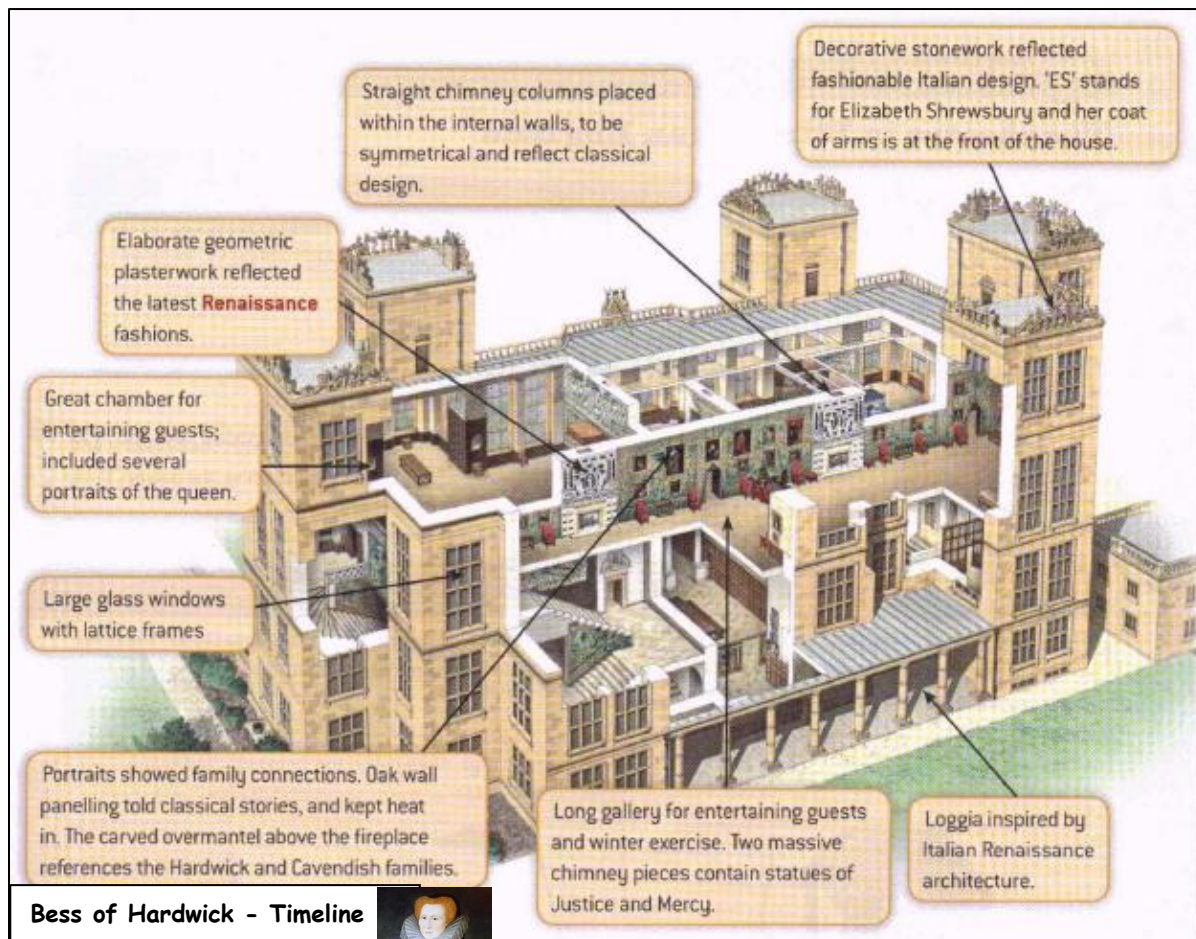 Decorative stonework reflected
fashionable Italian design. 'ES' stands
for Elizabeth Shrewsbury and her coat
of arms is at the front of the house.
Straight chimney columns placed
within the internal walls, to be
symmetrical and reflect classical
design.
Elaborate geometric
plasterwork reflected
the latest Renaissance
fashions.
Great chamber for
entertaining guests;
included several
portraits of the queen.
Large glass windows
with lattice frames
Portraits showed family connections. Oak wall
panelling told classical stories, and kept heat
in. The carved overmantel above the fireplace
references the Hardwick and Cavendish families.
Long gallery for entertaining guests
and winter exercise. Two massive
chimney pieces contain statues of
Justice and Mercy.
Loggia inspired by
Italian Renaissance
architecture.
Bess of Hardwick - Timeline